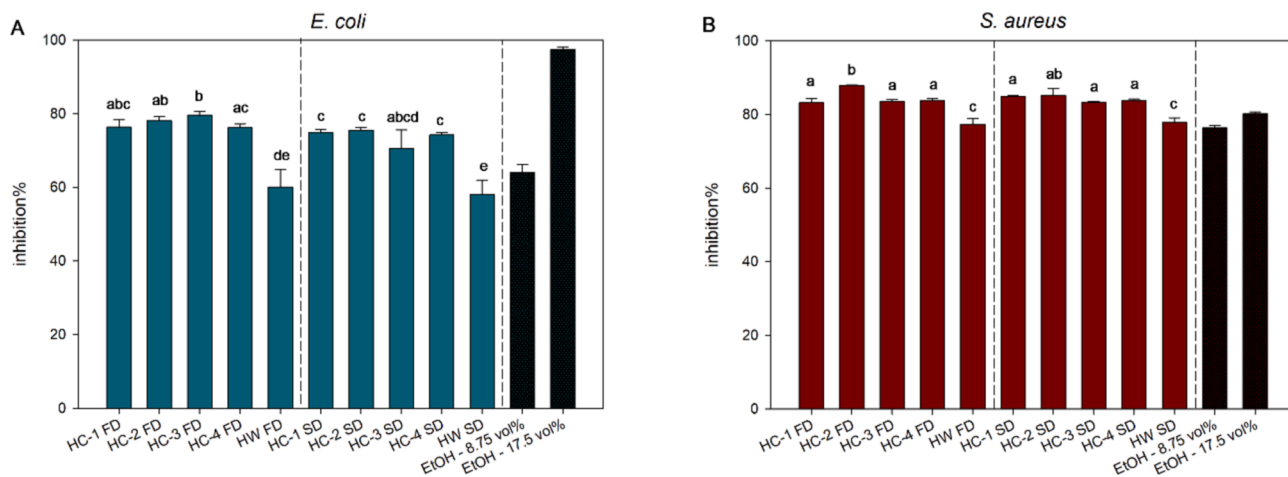 A
E. coli
inhibition%
100
80
60
40
20
0
abc
ab
b
ac
de
c
c
abcd
c
e
HC-1 FD
HC-2 FD
HC-3 FD
HC-4 FD
HW FD
HC-1 SD
HC-2 SD
HC-3 SD
HC-4 SD
HW SD
EtOH - 8.75 vol%
EtOH - 17.5 vol%
B
S. aureus
inhibition%
100
80
60
40
20
0
a
b
a
a
c
a
ab
a
a
c
HC-1 FD
HC-2 FD
HC-3 FD
HC-4 FD
HW FD
HC-1 SD
HC-2 SD
HC-3 SD
HC-4 SD
HW SD
EtOH - 8.75 vol%
EtOH - 17.5 vol%